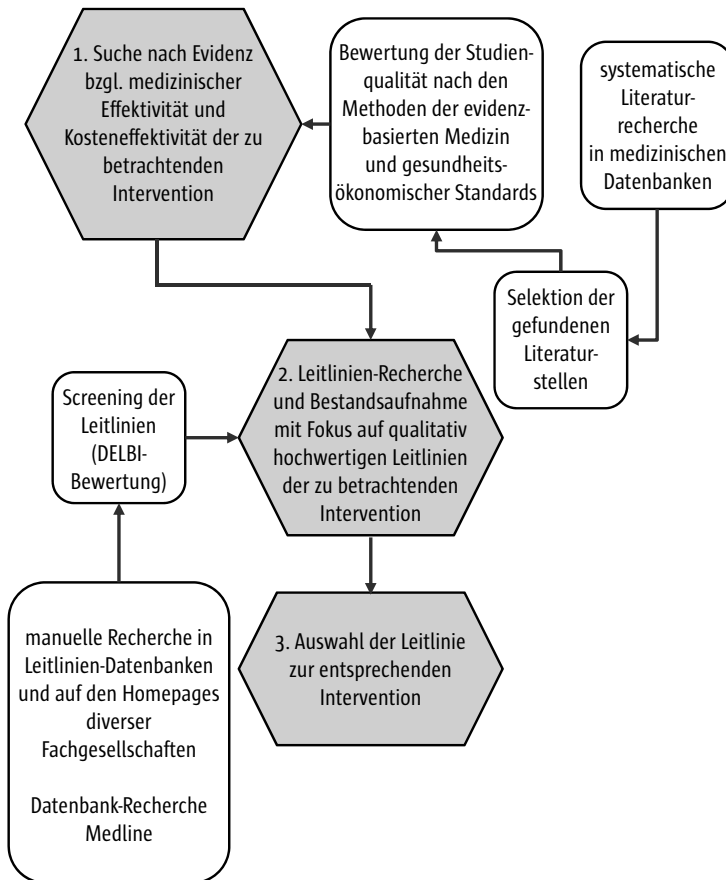 1. Suche nach Evidenz
bzgl. medizinischer
Effektivität und
Kosteneffektivität der zu
betrachtenden
Intervention
Bewertung der Studien-
qualität nach den
Methoden der evidenz-
basierten Medizin
und gesundheits-
ökonomischer Standards
systematische
Literatur-
recherche
in medizinischen
Datenbanken
Selektion der
gefundenen
Literatur-
stellen
2. Leitlinien-Recherche
und Bestandsaufnahme
mit Fokus auf qualitativ
hochwertigen Leitlinien
der zu betrachtenden
Intervention
Screening der
Leitlinien
(DELBI-
Bewertung)
manuelle Recherche in
Leitlinien-Datenbanken
und auf den Homepages
diverser
Fachgesellschaften
Datenbank-Recherche
Medline
3. Auswahl der Leitlinie
zur entsprechenden
Intervention